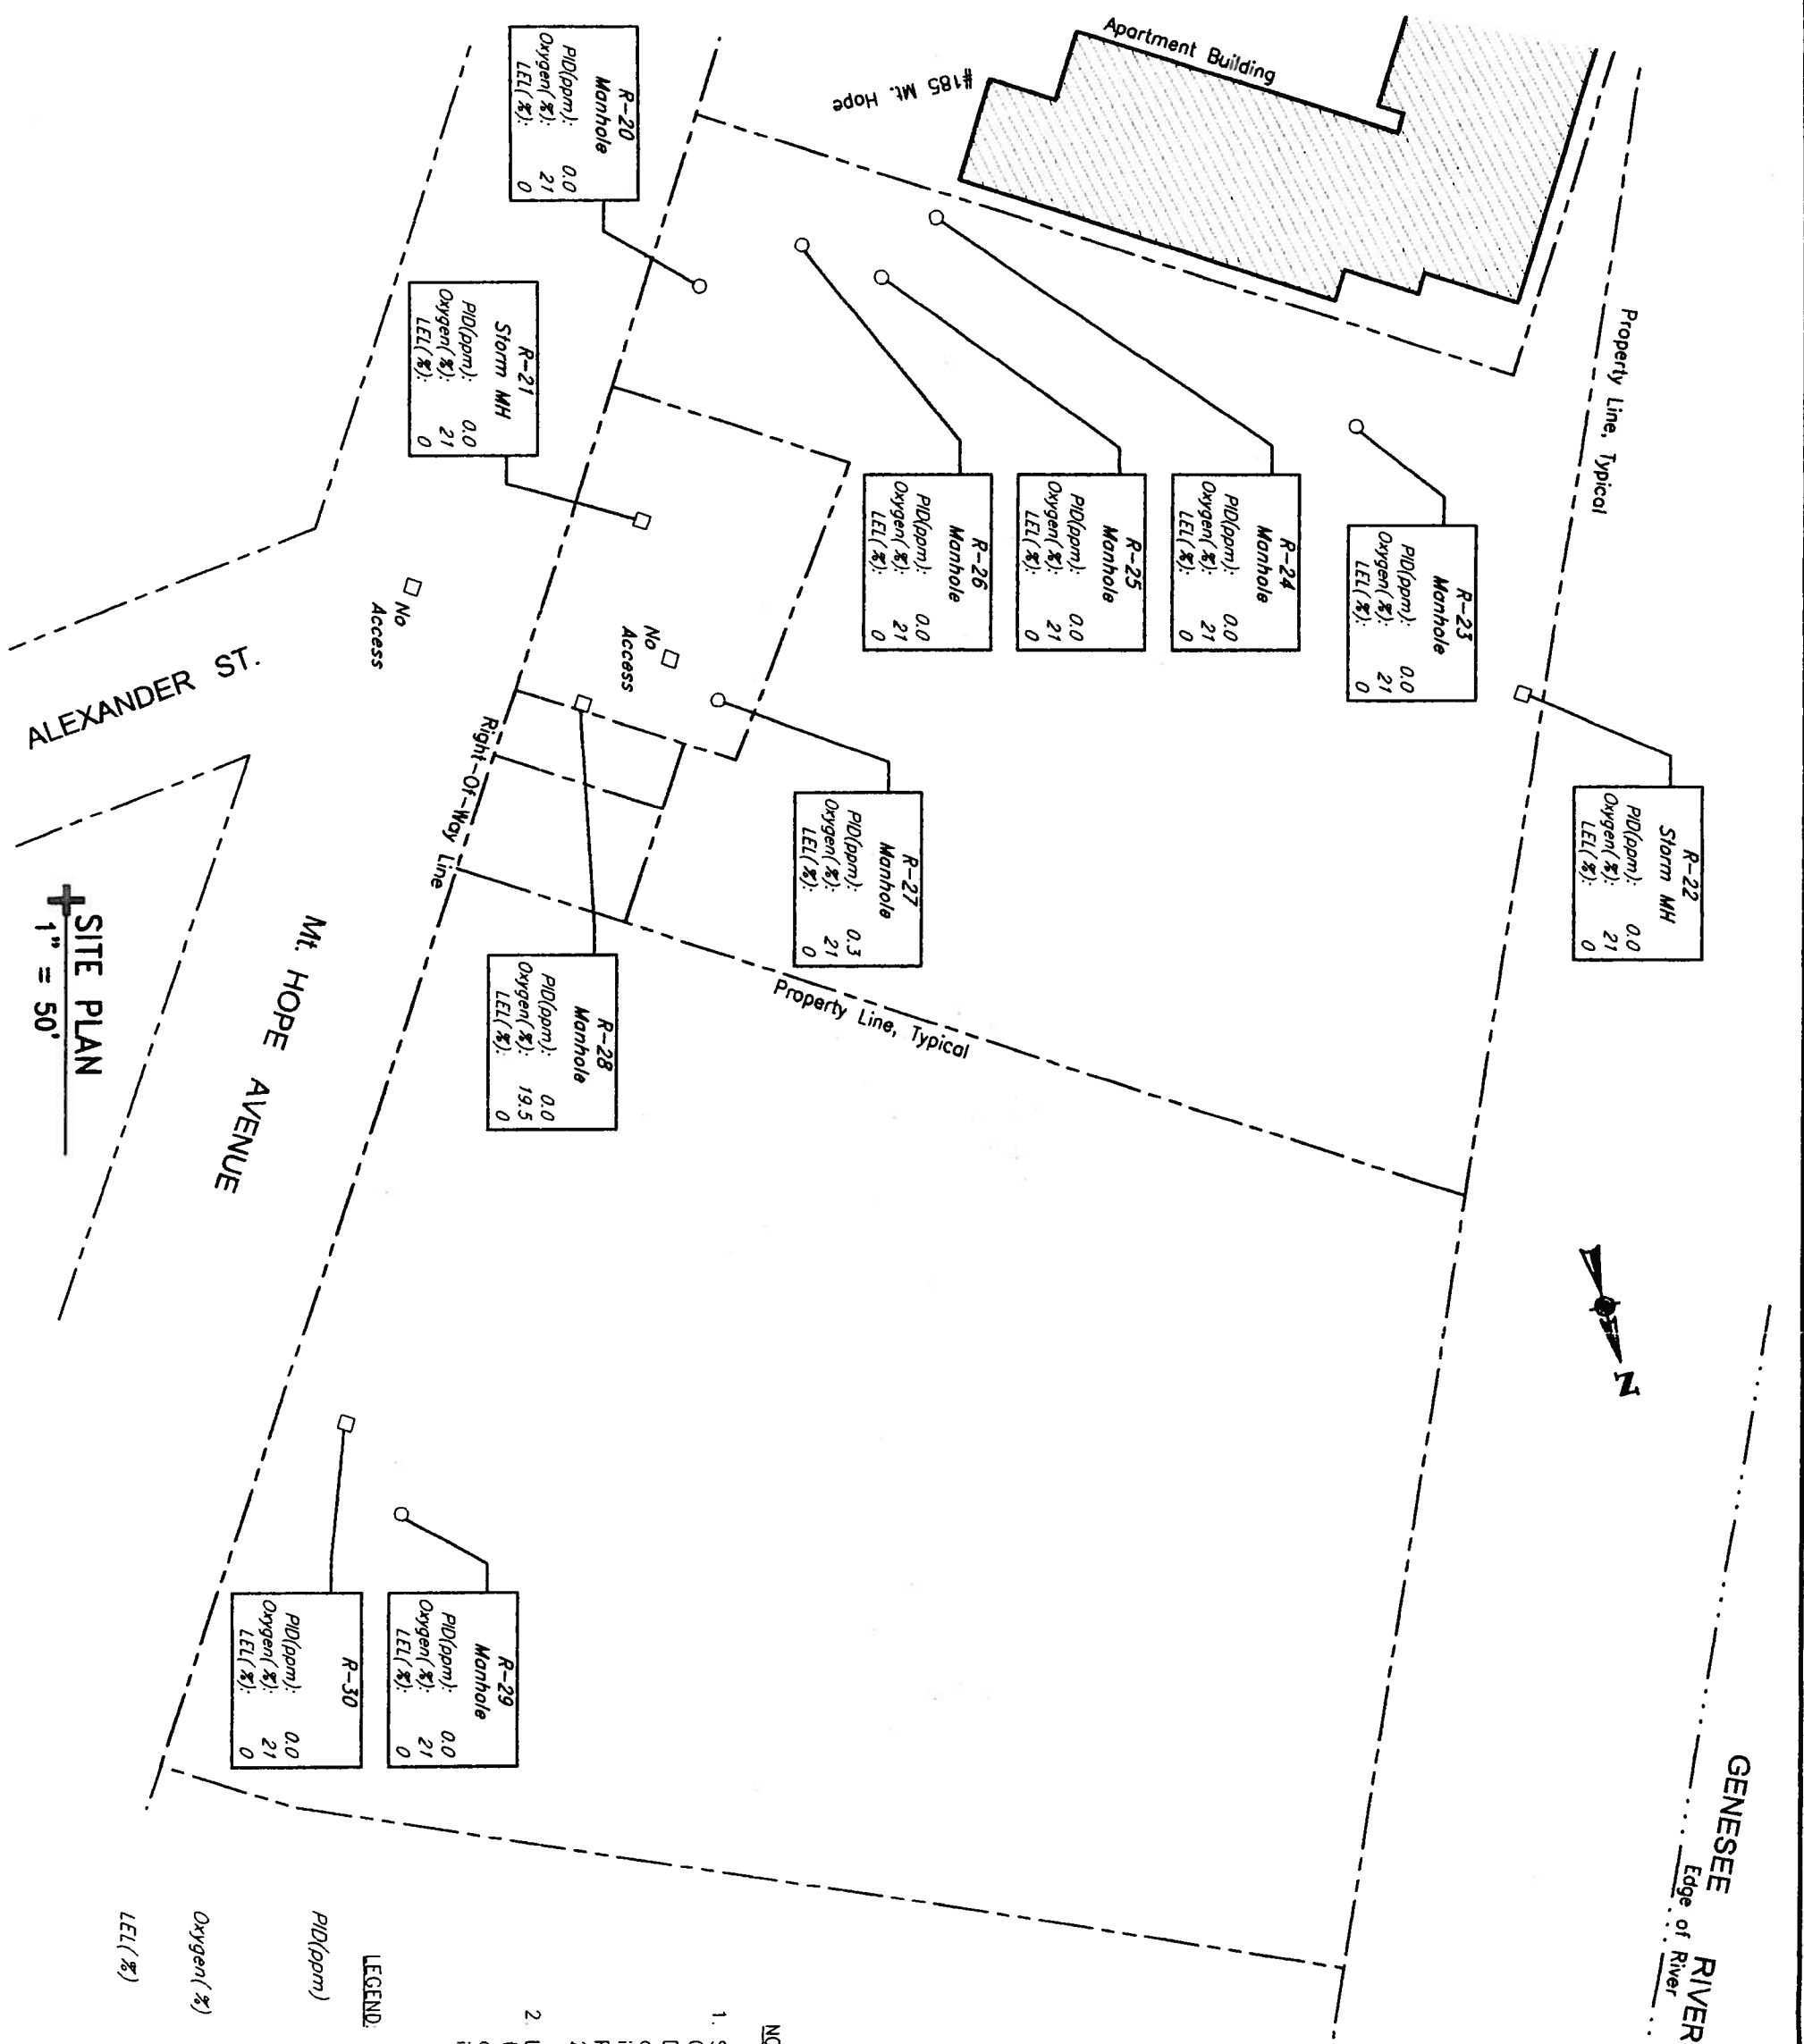 GENESEE RIVER
Edge of River
N
Property Line, Typical
Apartment Building
#185 Mt. Hope
R-22
Storm MH
PID(ppm): 0.0
Oxygen(%): 21
LEL(%): 0
R-23
Manhole
PID(ppm): 0.0
Oxygen(%): 21
LEL(%): 0
R-24
Manhole
PID(ppm): 0.0
Oxygen(%): 21
LEL(%): 0
R-25
Manhole
PID(ppm): 0.0
Oxygen(%): 21
LEL(%): 0
R-26
Manhole
PID(ppm): 0.0
Oxygen(%): 21
LEL(%): 0
R-27
Manhole
PID(ppm): 0.3
Oxygen(%): 21
LEL(%): 0
Property Line, Typical
R-20
Manhole
PID(ppm): 0.0
Oxygen(%): 21
LEL(%): 0
R-21
Storm MH
PID(ppm): 0.0
Oxygen(%): 21
LEL(%): 0
No
Access
No
Access
R-28
Manhole
PID(ppm): 0.0
Oxygen(%): 19.5
LEL(%): 0
Right-Of-Way Line
R-29
Manhole
PID(ppm): 0.0
Oxygen(%): 21
LEL(%): 0
R-30
PID(ppm): 0.0
Oxygen(%): 21
LEL(%): 0
ALEXANDER ST.
Mt. HOPE AVENUE
SITE PLAN
1" = 50'
1.
2.
LEGEND:
PID(ppm)
Oxygen(%)
LEL(%)